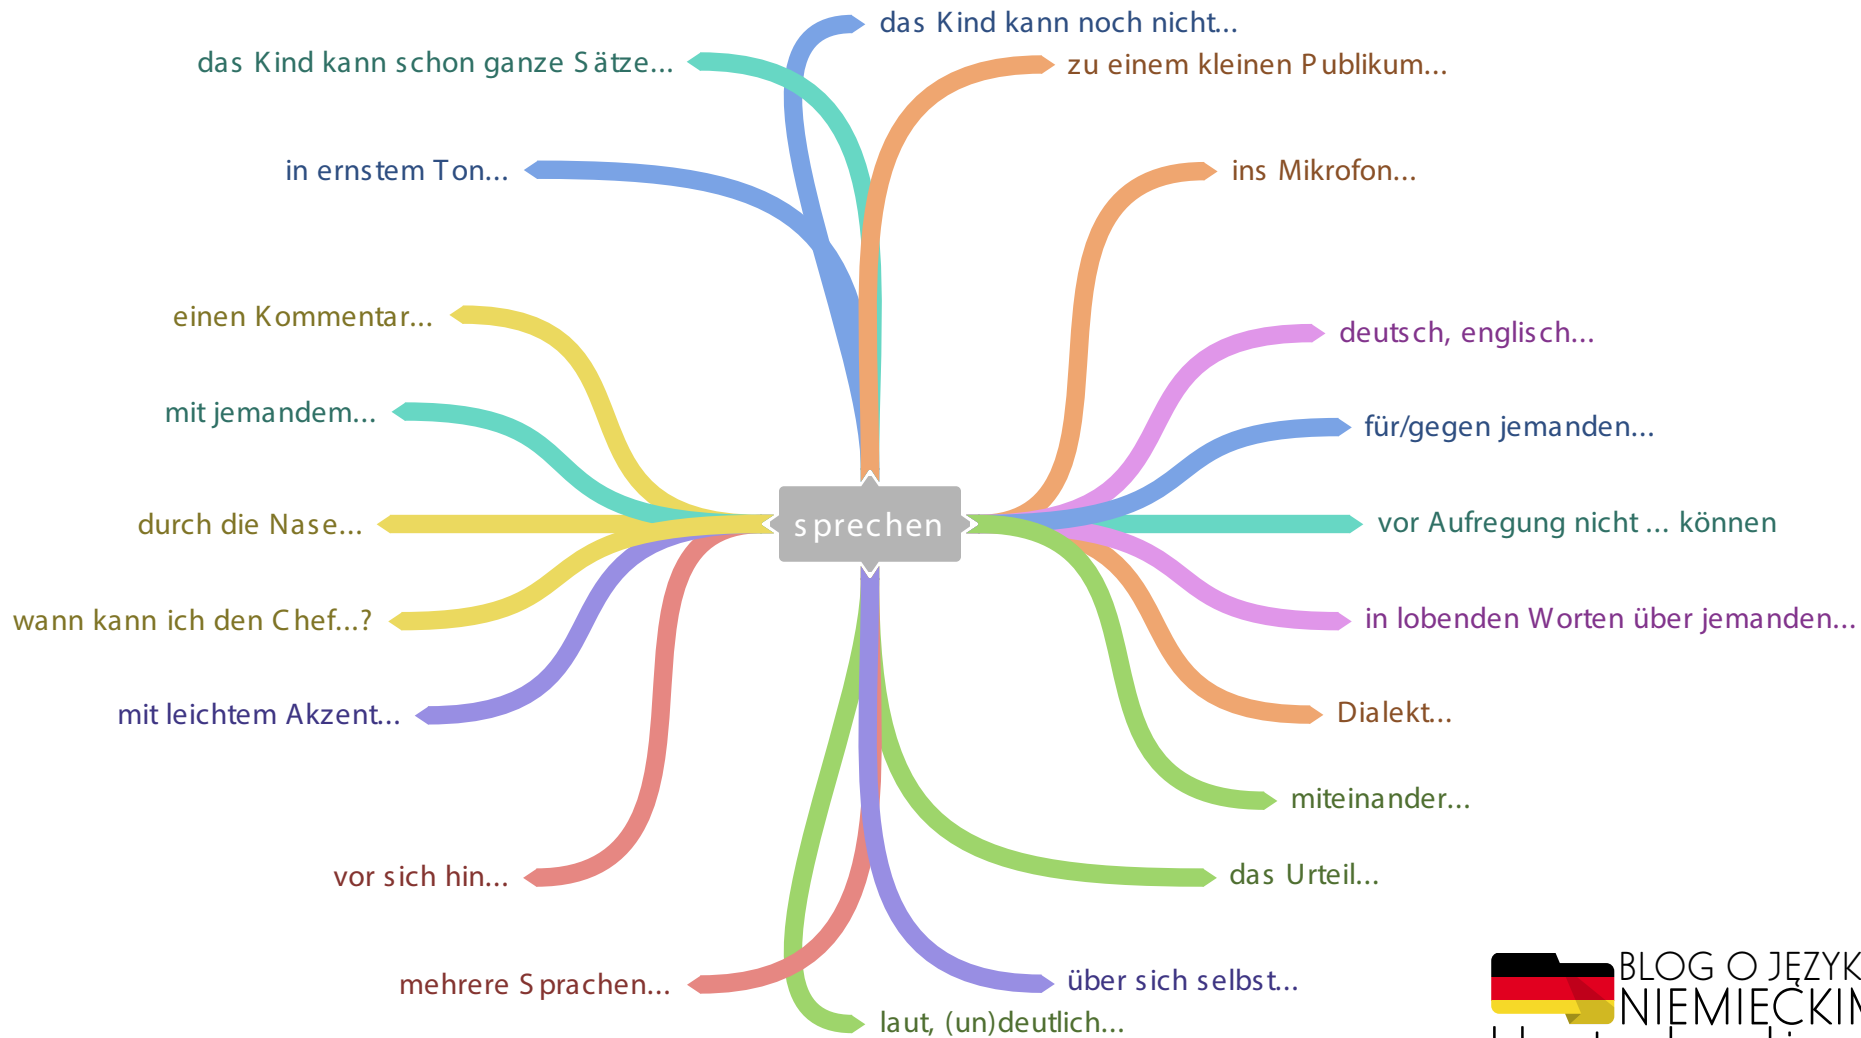 das Kind kann noch nicht...
das Kind kann schon ganze Sätze...
zu einem kleinen Publikum...
in ernstem Ton...
ins Mikrofon...
einen Kommentar...
deutsch, englisch...
mit jemandem...
für/gegen jemanden...
durch die Nase...
sprechen
vor Aufregung nicht ... können
wann kann ich den Chef...?
in lobenden Worten über jemanden...
mit leichtem Akzent...
Dialekt...
miteinander...
vor sich hin...
das Urteil...
mehrere Sprachen...
über sich selbst...
laut, (un)deutlich...
BLOG O JĘZYK
NIEMIECKIM